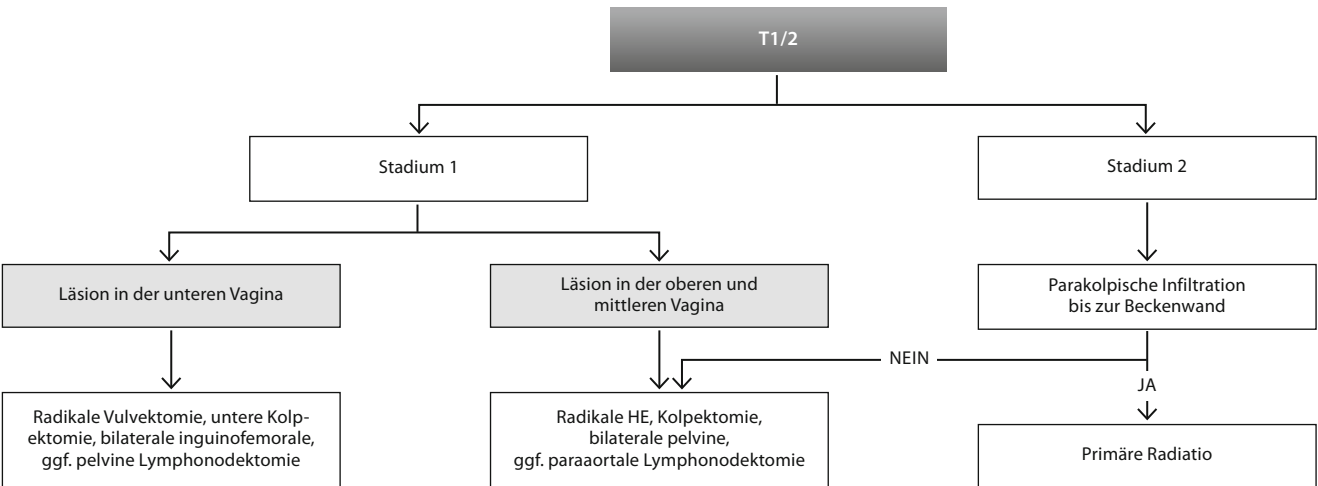 T1/2
Stadium 1
Stadium 2
Läsion in der unteren Vagina
Läsion in der oberen und
mittleren Vagina
Parakolpische Infiltration
bis zur Beckenwand
NEIN
JA
Radikale Vulvektomie, untere Kolp-
ektomie, bilaterale inguinofemorale,
ggf. pelvine Lymphonodektomie
Radikale HE, Kolpektomie,
bilaterale pelvine,
ggf. paraaortale Lymphonodektomie
Primäre Radiatio